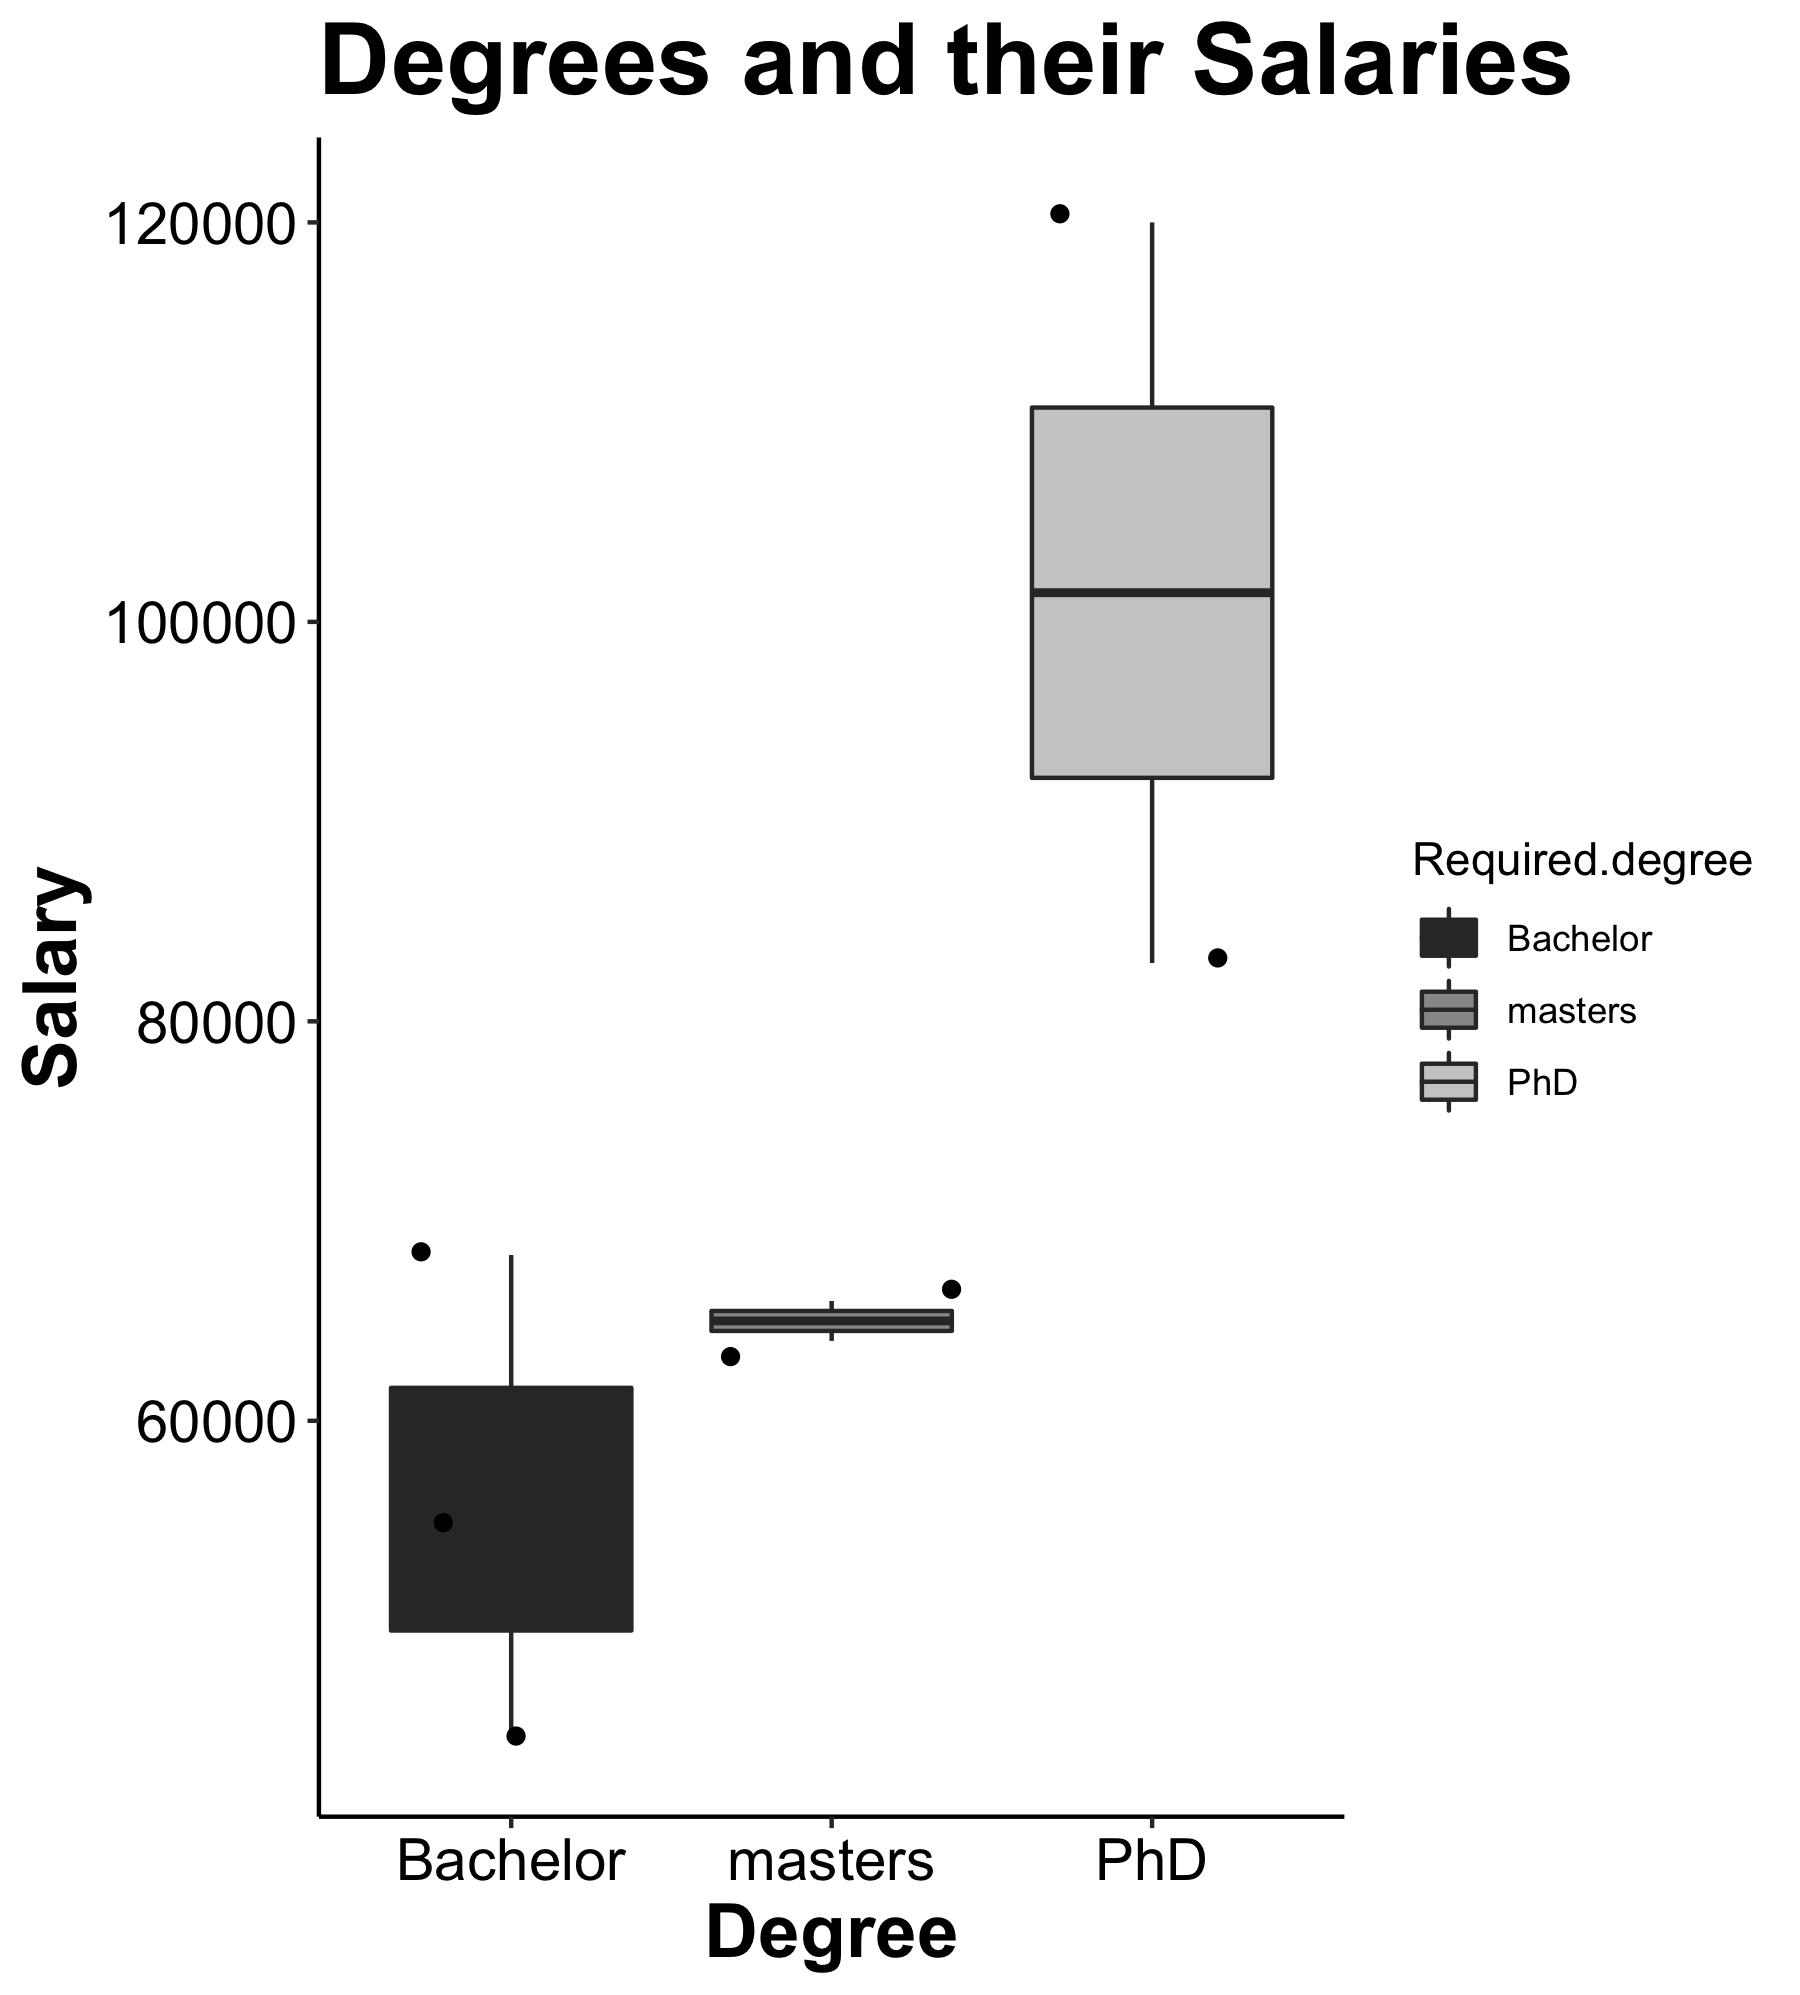 Degrees and their Salaries
120000
100000
80000
60000
Salary
Bachelor masters PhD
Degree
Required.degree
Bachelor
masters
PhD